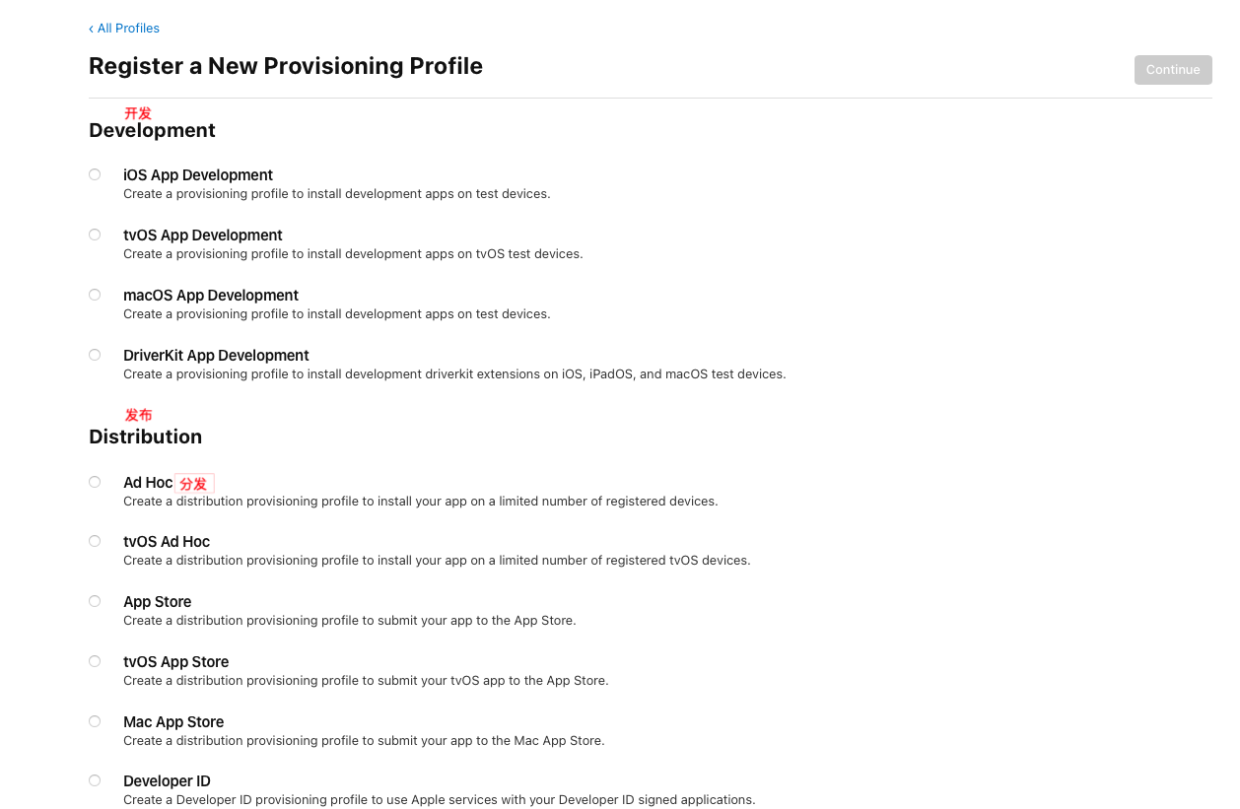 ‹ All Profiles
Register a New Provisioning Profile
Continue
开发
Development
iOS App Development
Create a provisioning profile to install development apps on test devices.
tvOS App Development
Create a provisioning profile to install development apps on tvOS test devices.
macOS App Development
Create a provisioning profile to install development apps on test devices.
DriverKit App Development
Create a provisioning profile to install development driverkit extensions on iOS, iPadOS, and macOS test devices.
发布
Distribution
Ad Hoc 分发
Create a distribution provisioning profile to install your app on a limited number of registered devices.
tvOS Ad Hoc
Create a distribution provisioning profile to install your app on a limited number of registered tvOS devices.
App Store
Create a distribution provisioning profile to submit your app to the App Store.
tvOS App Store
Create a distribution provisioning profile to submit your tvOS app to the App Store.
Mac App Store
Create a distribution provisioning profile to submit your app to the Mac App Store.
Developer ID
Create a Developer ID provisioning profile to use Apple services with your Developer ID signed applications.